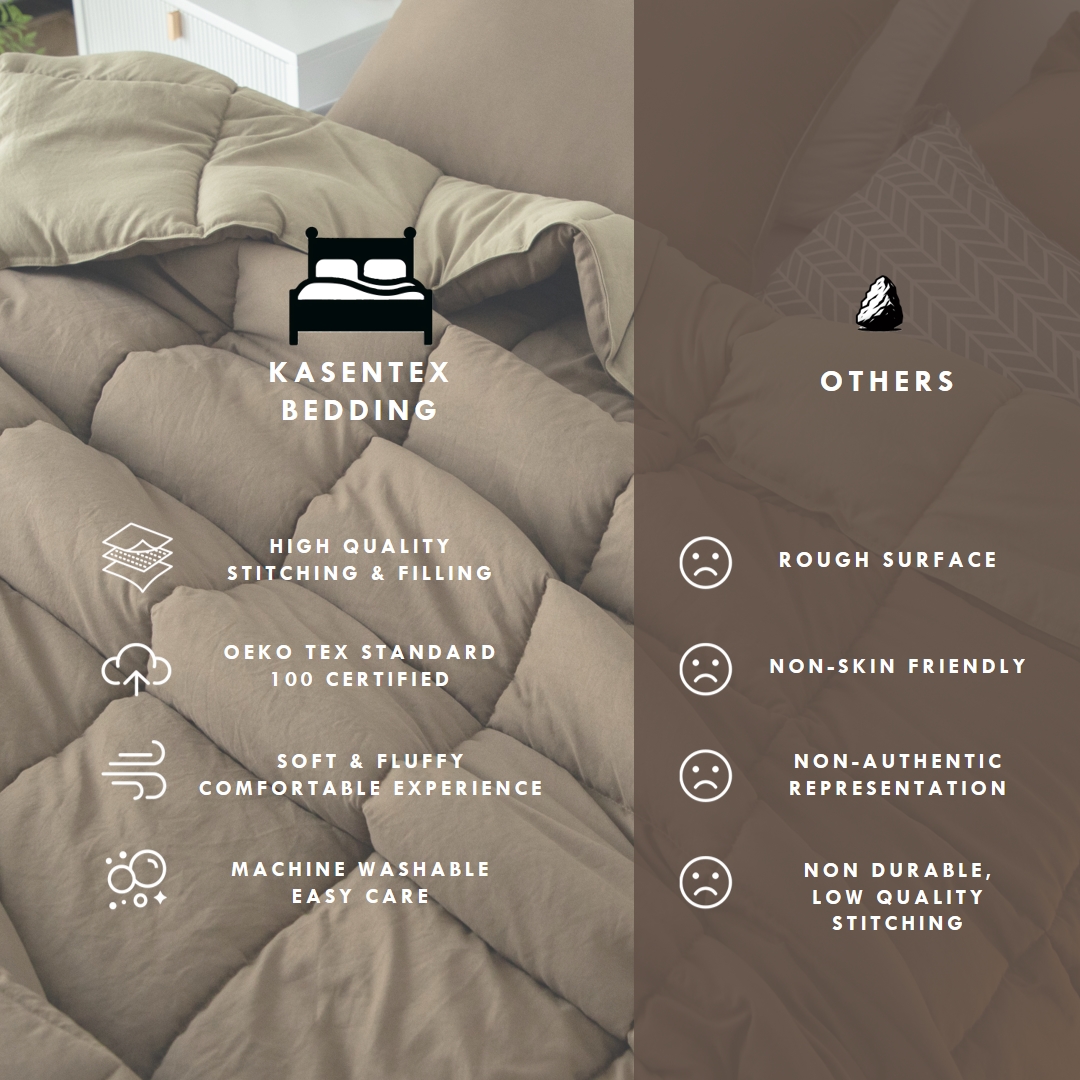 KASENTEX
BEDDING
HIGH QUALITY
STITCHING & FILLING
OEKO TEX STANDARD
100 CERTIFIED
SOFT & FLUFFY
COMFORTABLE EXPERIENCE
MACHINE WASHABLE
EASY CARE
OTHERS
ROUGH SURFACE
NON-SKIN FRIENDLY
NON-AUTHENTIC
REPRESENTATION
NON DURABLE,
LOW QUALITY
STITCHING